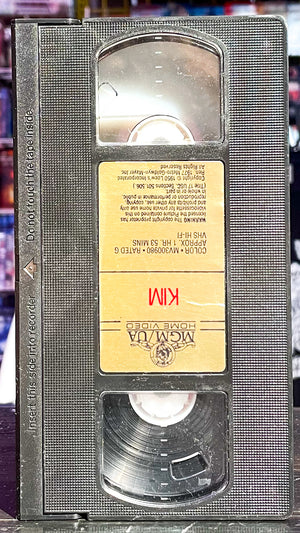 MGM/UA
HOME VIDEO
KIM
COLOR • MV300980 • RATED G
APPROX. 1 HR. 53 MINS
VHS HI-FI
WARNING: The copyright proprietor has
licensed the Picture contained on this
videocassette for private home use only
and prohibits any other use, copying,
reproduction or performance in public,
in whole or in part.
(Title 17 USC, Sections 501, 506.)
Copyright © 1950 Loew's Incorporated
Ren. 1977 Metro-Goldwyn-Mayer Inc.
All Rights Reserved
Insert this side into recorder
Do not touch the tape inside